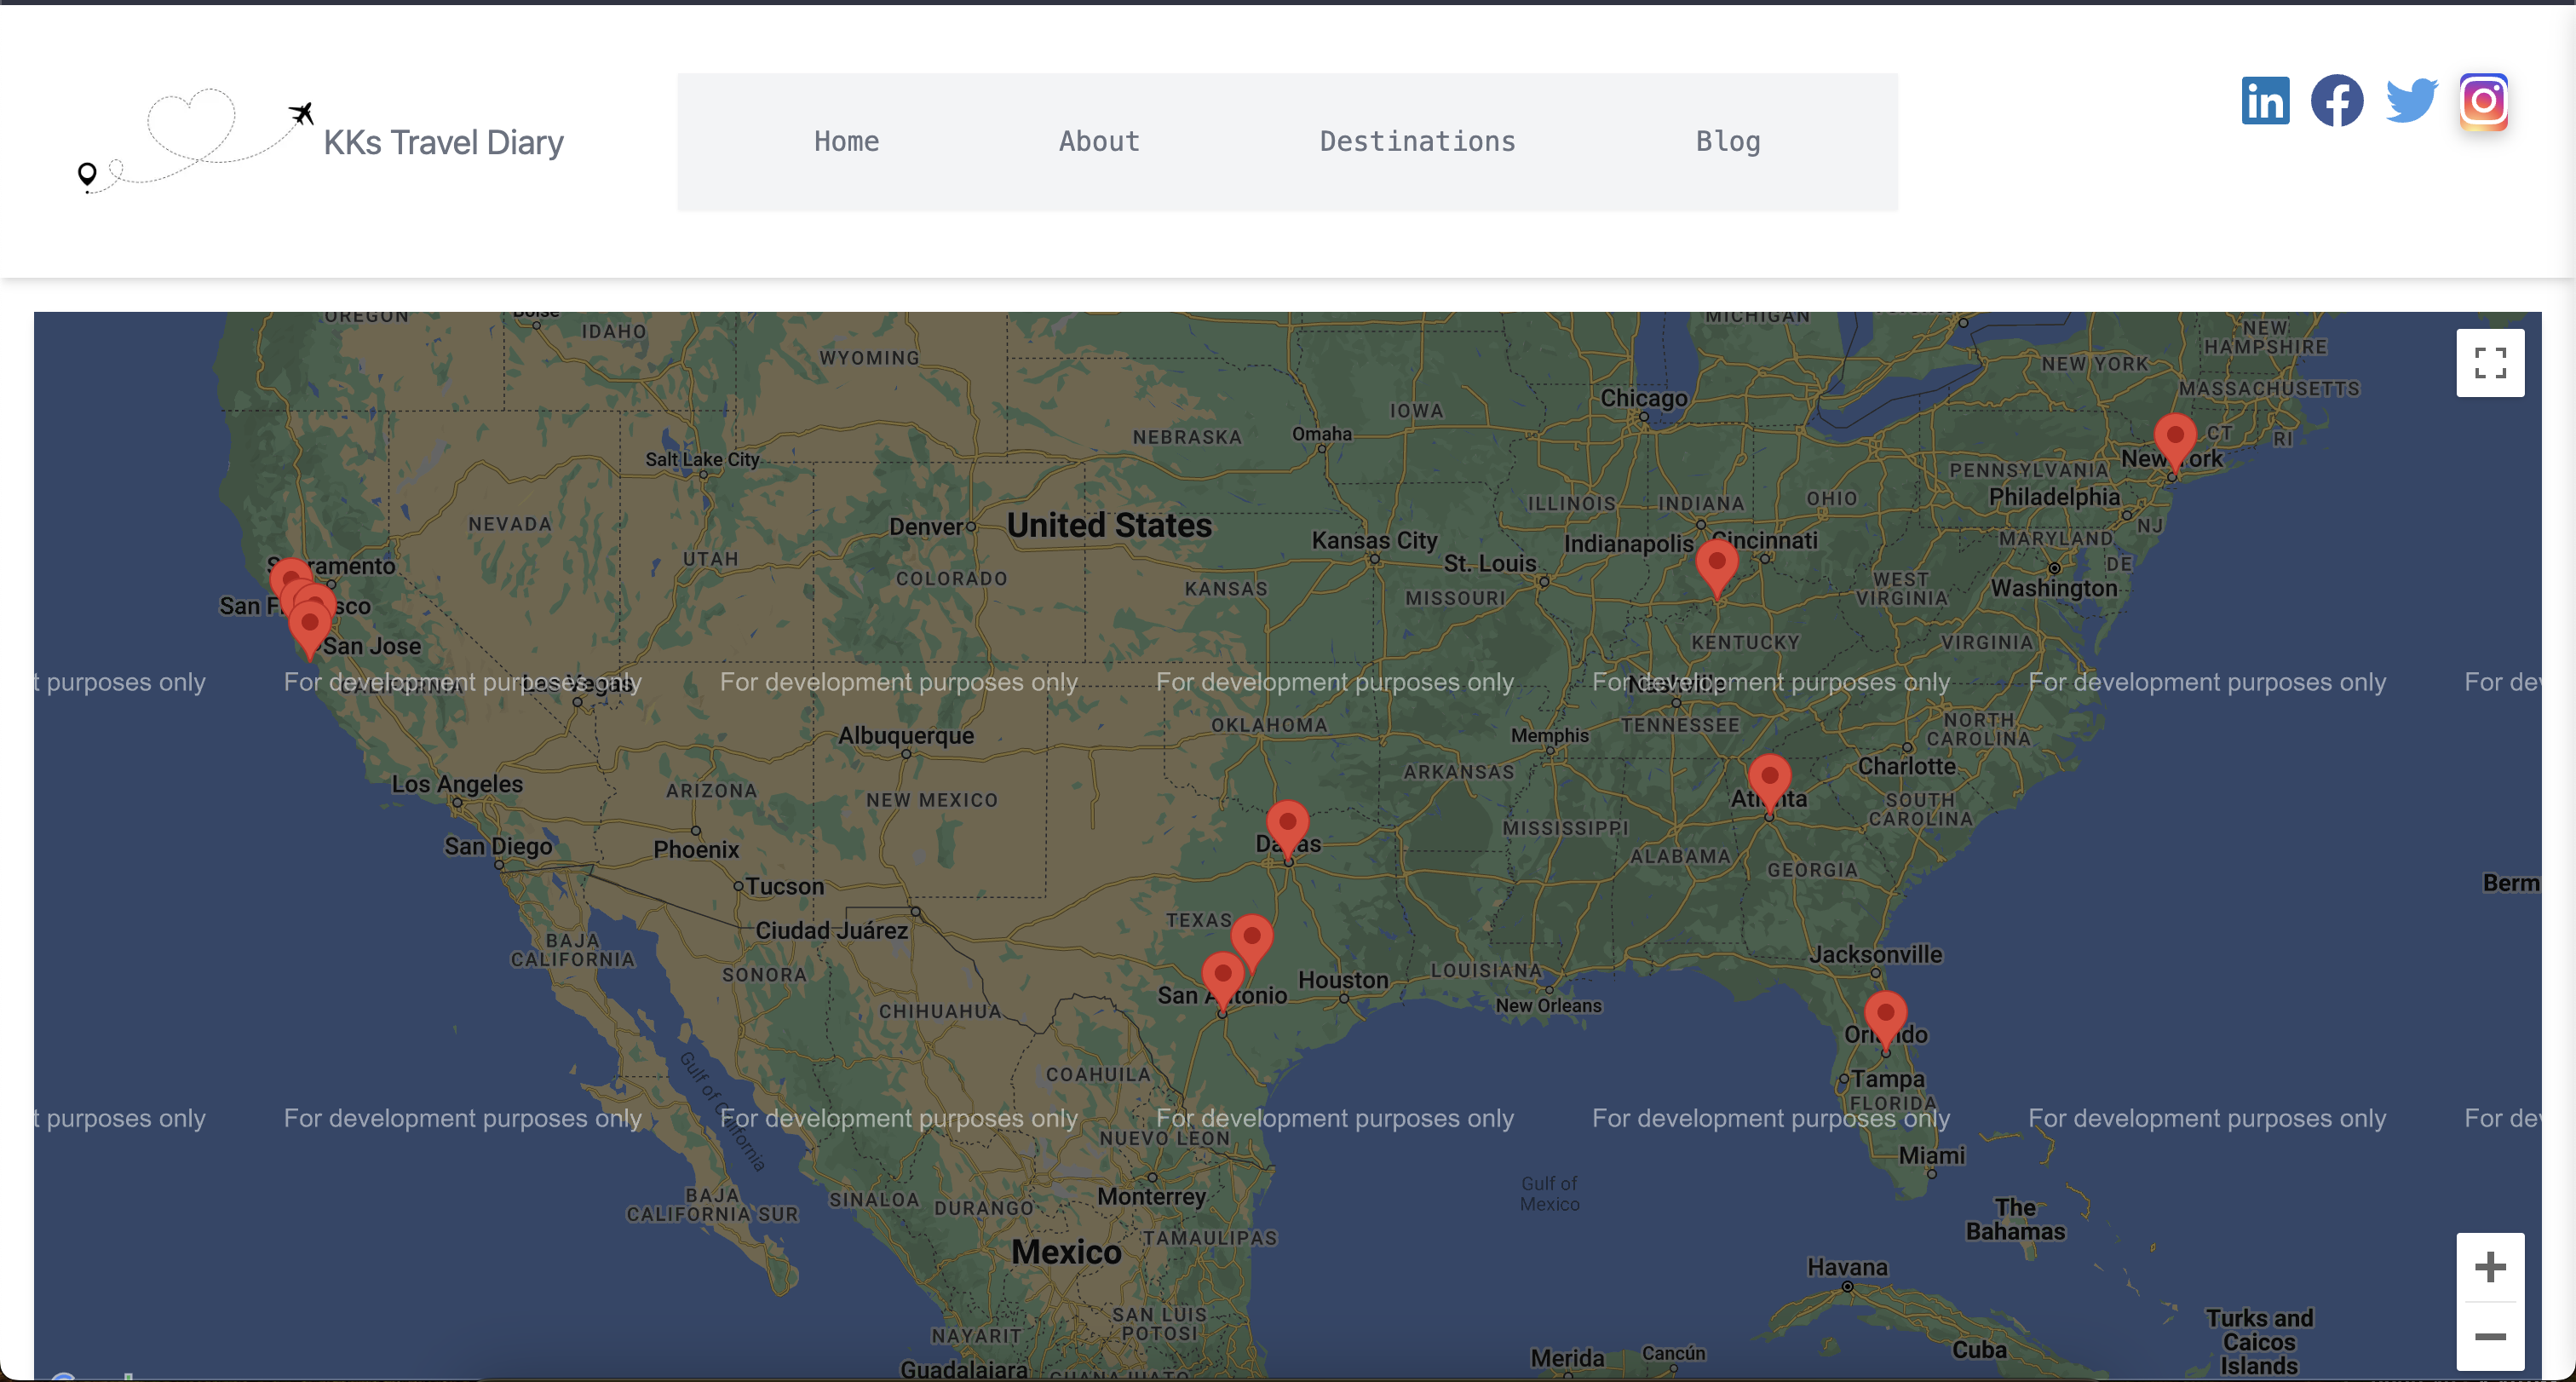 KKs Travel Diary
Home
About
Destinations
Blog
in
OREGON
Boise
IDAHO
WYOMING
MICHIGAN
NEW HAMPSHIRE
NEW YORK
MASSACHUSETTS
Chicago
IOWA
NEBRASKA
Omaha
CT
RI
New York
Salt Lake City
PENNSYLVANIA
Philadelphia
ILLINOIS
INDIANA
OHIO
NEVADA
Denver
United States
NJ
Kansas City
Indianapolis
Cincinnati
MARYLAND
UTAH
St. Louis
DE
Sacramento
COLORADO
KANSAS
MISSOURI
WEST VIRGINIA
Washington
San Francisco
San Jose
KENTUCKY
VIRGINIA
t purposes only
For development purposes only
CALIFORNIA
Las Vegas
For development purposes only
For development purposes only
For development purposes only
Nashville
For development purposes only
For dev
OKLAHOMA
TENNESSEE
NORTH CAROLINA
Albuquerque
Memphis
Charlotte
ARKANSAS
Los Angeles
ARIZONA
NEW MEXICO
Atlanta
SOUTH CAROLINA
MISSISSIPPI
San Diego
Phoenix
Dallas
ALABAMA
GEORGIA
Tucson
Berm
TEXAS
Ciudad Juárez
BAJA CALIFORNIA
Jacksonville
SONORA
LOUISIANA
Houston
San Antonio
New Orleans
CHIHUAHUA
Orlando
Gulf of California
COAHUILA
Tampa
FLORIDA
t purposes only
For development purposes only
For development purposes only
For development purposes only
For development purposes only
For development purposes only
For dev
NUEVO LEON
Miami
BAJA CALIFORNIA SUR
SINALOA
DURANGO
Monterrey
Gulf of
Mexico
The
Bahamas
TAMAULIPAS
Mexico
Havana
SAN LUIS POTOSI
NAYARIT
Turks and
Caicos
Islands
Merida
Cancún
Cuba
Guadalajara
GUANAJUATO